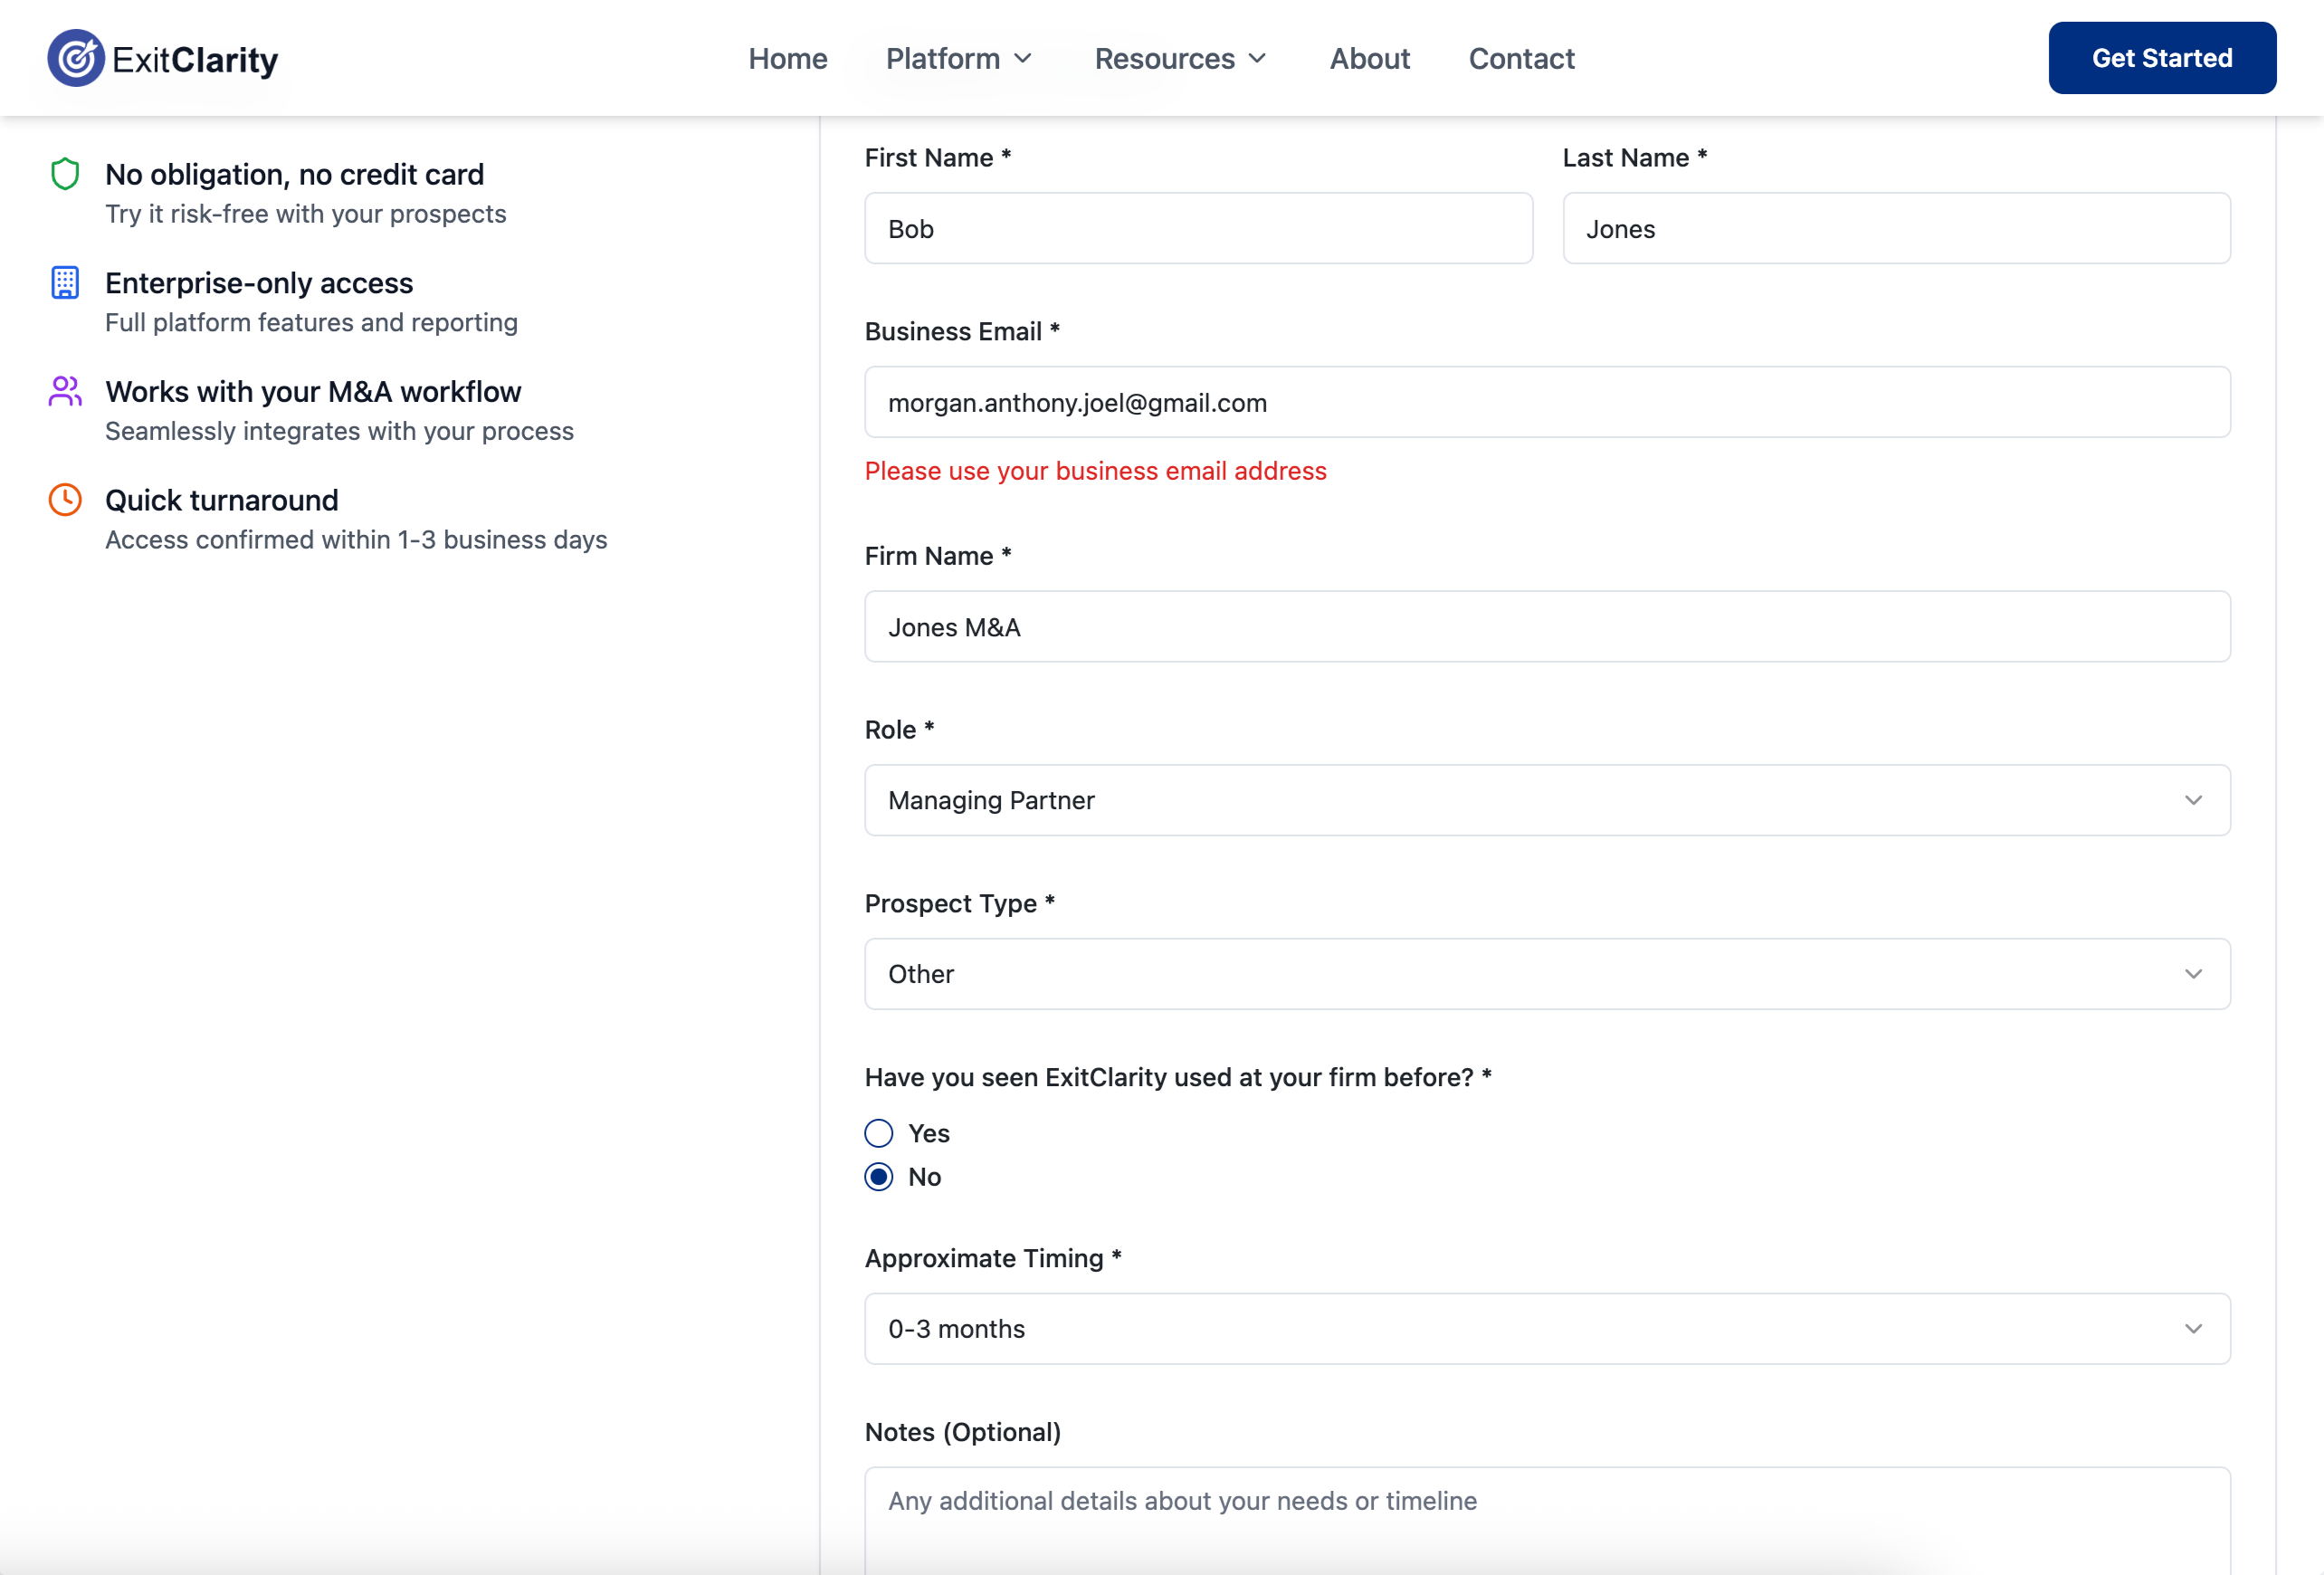 ExitClarity
Home
Platform
Resources
About
Contact
Get Started
No obligation, no credit card
Try it risk-free with your prospects
Enterprise-only access
Full platform features and reporting
Works with your M&A workflow
Seamlessly integrates with your process
Quick turnaround
Access confirmed within 1-3 business days
First Name *
Bob
Last Name *
Jones
Business Email *
morgan.anthony.joel@gmail.com
Please use your business email address
Firm Name *
Jones M&A
Role *
Managing Partner
Prospect Type *
Other
Have you seen ExitClarity used at your firm before? *
Yes
No
Approximate Timing *
0-3 months
Notes (Optional)
Any additional details about your needs or timeline